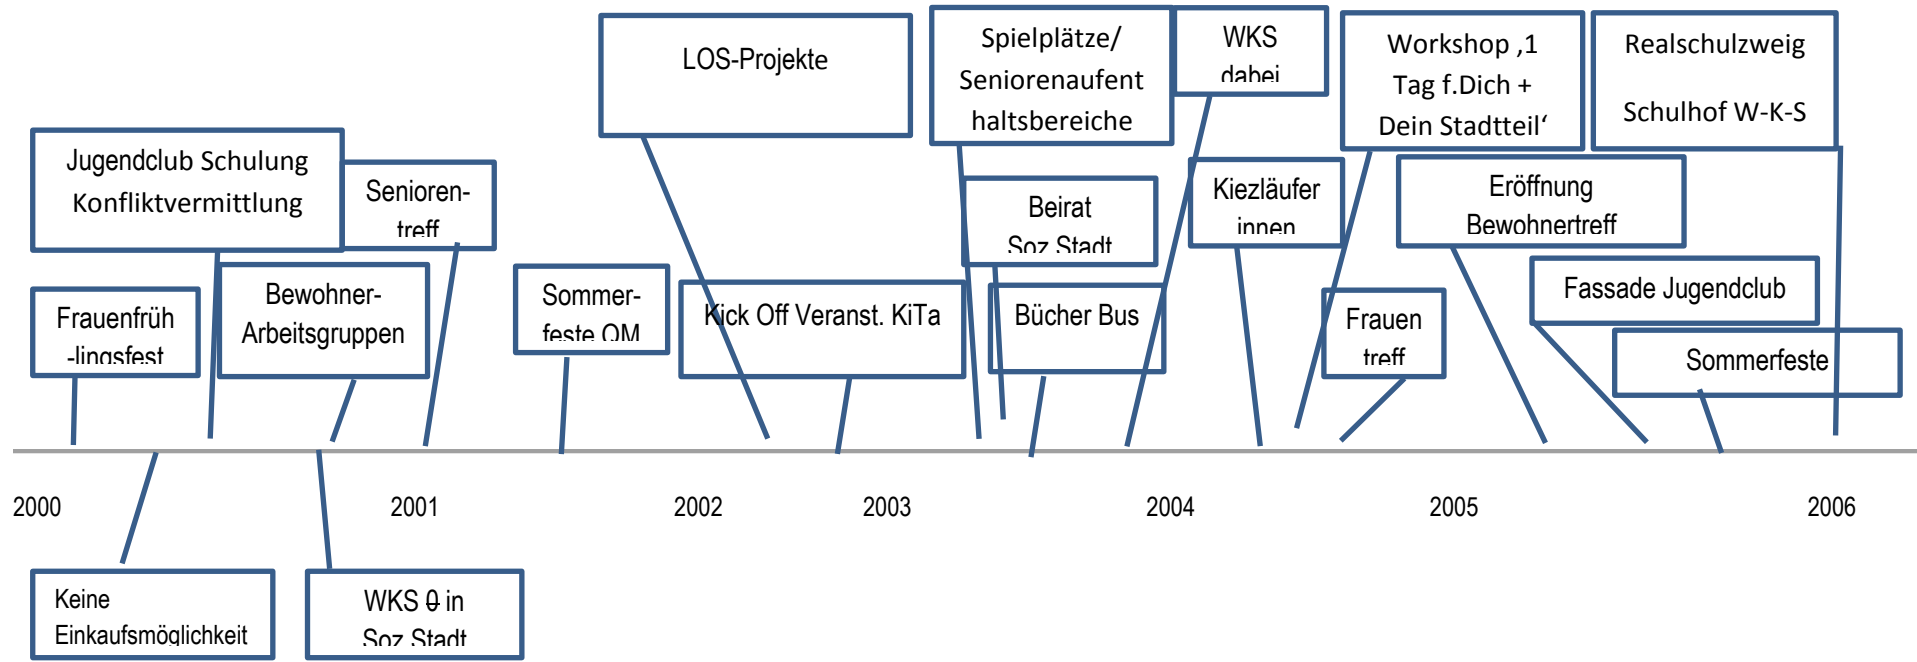 LOS-Projekte
Spielplätze/
Seniorenaufent
haltsbereiche
WKS
dabei
Workshop ‚1
Tag f.Dich +
Dein Stadtteil‘
Realschulzweig
Schulhof W-K-S
Jugendclub Schulung
Konfliktvermittlung
Senioren-
treff
Beirat
Soz Stadt
Kiezläufer
innen
Eröffnung
Bewohnertreff
Frauenfrüh
-lingsfest
Bewohner-
Arbeitsgruppen
Sommer-
feste QM
Kick Off Veranst. KiTa
Bücher Bus
Frauen
treff
Fassade Jugendclub
Sommerfeste
2000
2001
2002
2003
2004
2005
2006
Keine
Einkaufsmöglichkeit
WKS 0 in
Soz Stadt